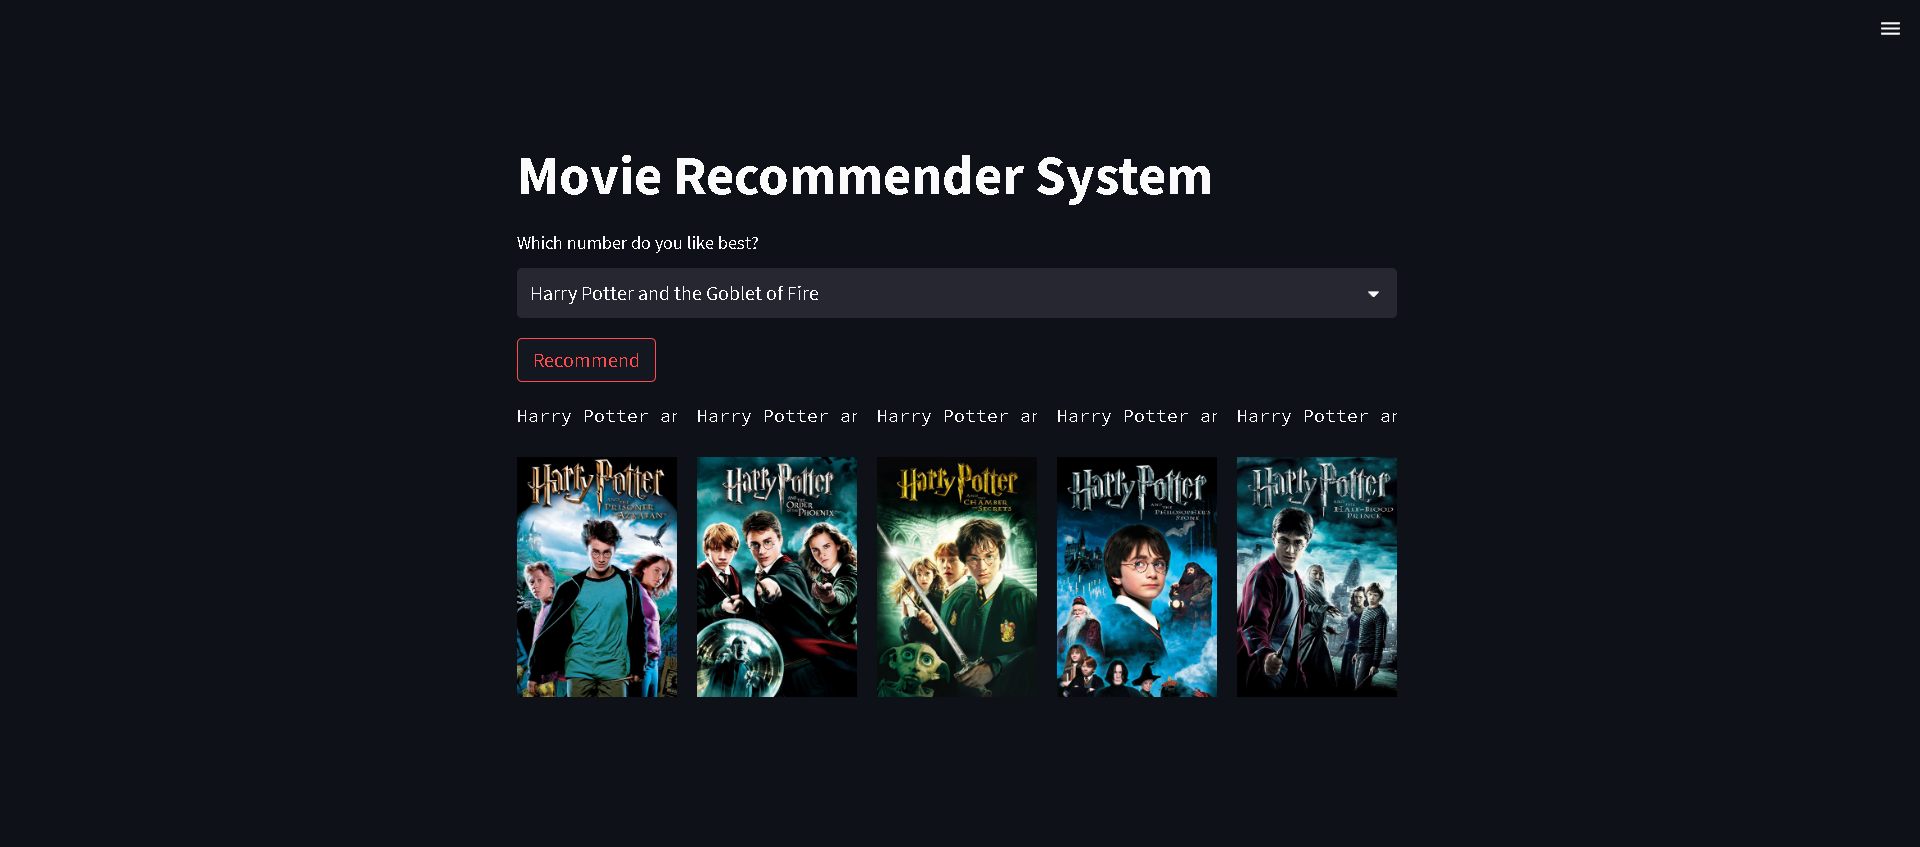 Movie Recommender System
Which number do you like best?
Harry Potter and the Goblet of Fire
Recommend
Harry Potter ar
Harry Potter ar
Harry Potter ar
Harry Potter ar
Harry Potter ar
Harry Potter
AND THE
PRISONER
OF AZKABAN
Harry Potter
AND THE
ORDER
OF THE PHOENIX
Harry Potter
AND THE
CHAMBER
OF SECRETS
Harry Potter
AND THE
PHILOSOPHER'S
STONE
Harry Potter
AND THE
HALF-BLOOD
PRINCE